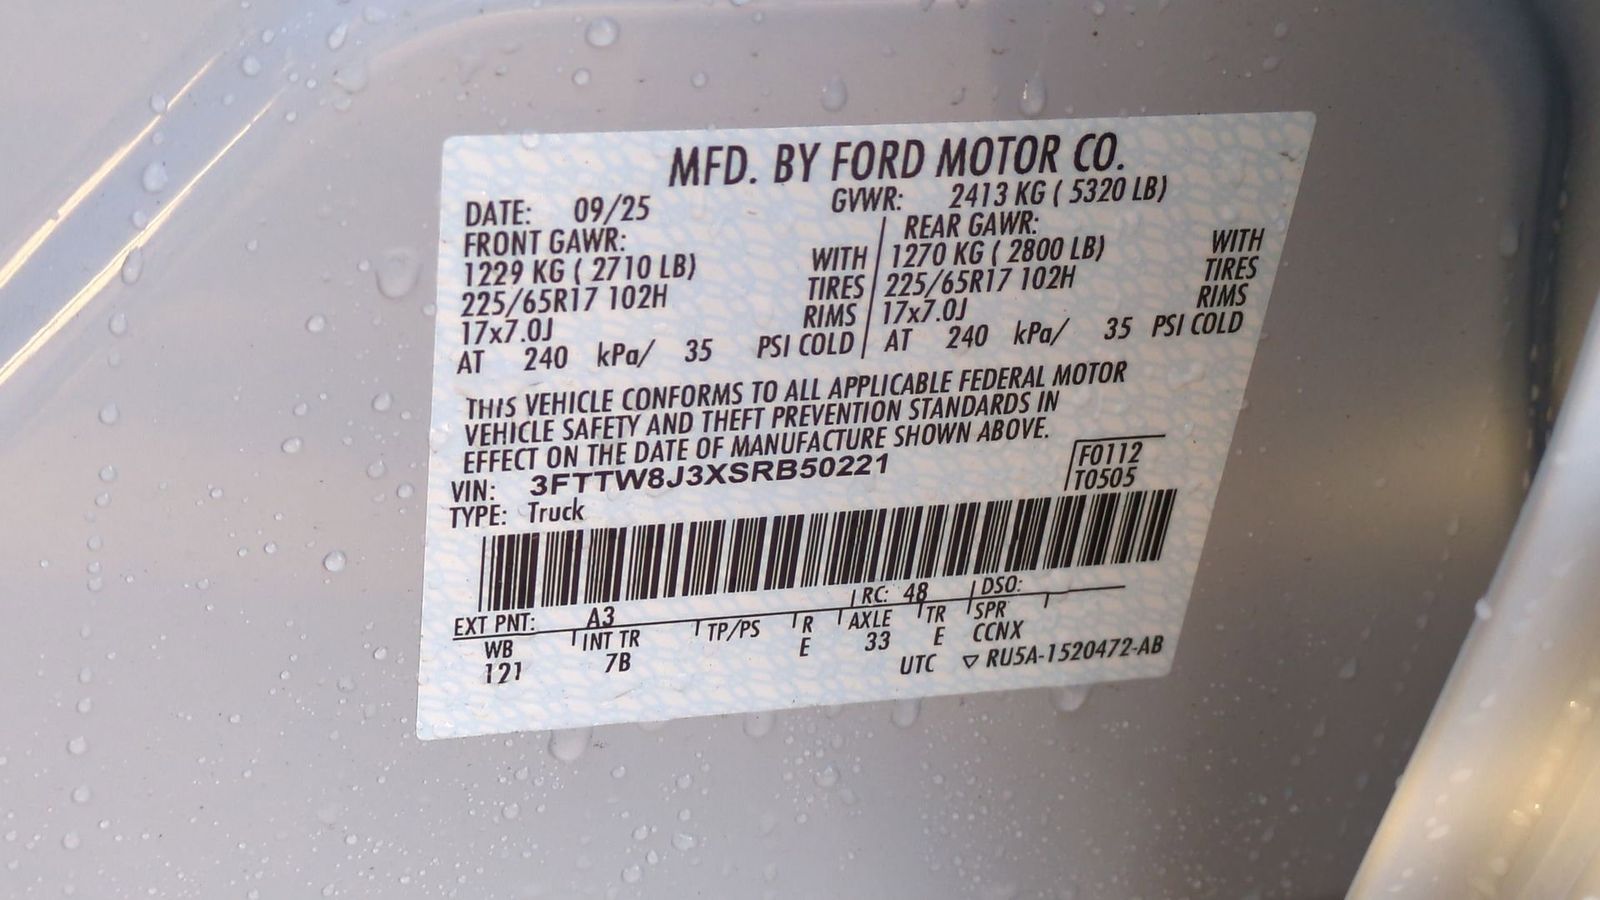 MFD. BY FORD MOTOR CO.
DATE: 09/25 GVWR: 2413 KG ( 5320 LB)
FRONT GAWR: REAR GAWR:
1229 KG ( 2710 LB) WITH 1270 KG ( 2800 LB) WITH
225/65R17 102H TIRES 225/65R17 102H TIRES
17x7.0J RIMS 17x7.0J RIMS
AT 240 kPa/ 35 PSI COLD AT 240 kPa/ 35 PSI COLD
THIS VEHICLE CONFORMS TO ALL APPLICABLE FEDERAL MOTOR
VEHICLE SAFETY AND THEFT PREVENTION STANDARDS IN
EFFECT ON THE DATE OF MANUFACTURE SHOWN ABOVE.
VIN: 3FTTW8J3XSRB50221 F0112
TYPE: Truck T0505
EXT PNT: A3 RC: 48 DSO:
WB INT TR TP/PS R AXLE TR SPR
121 7B E 33 E CCNX
UTC ▽ RU5A-1520472-AB